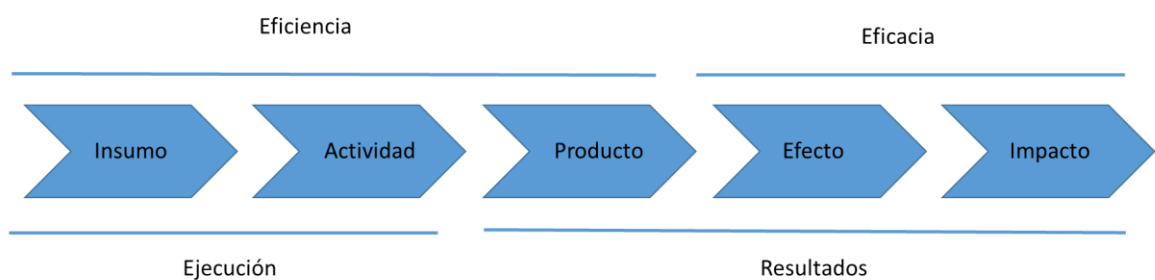 Eficiencia
Eficacia
Insumo
Actividad
Producto
Efecto
Impacto
Ejecución
Resultados